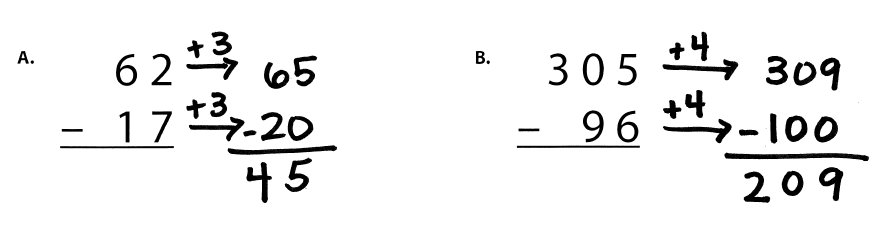 A.
62 +3→ 65
− 17 +3→ -20
45
B.
305 +4→ 309
− 96 +4→ -100
209